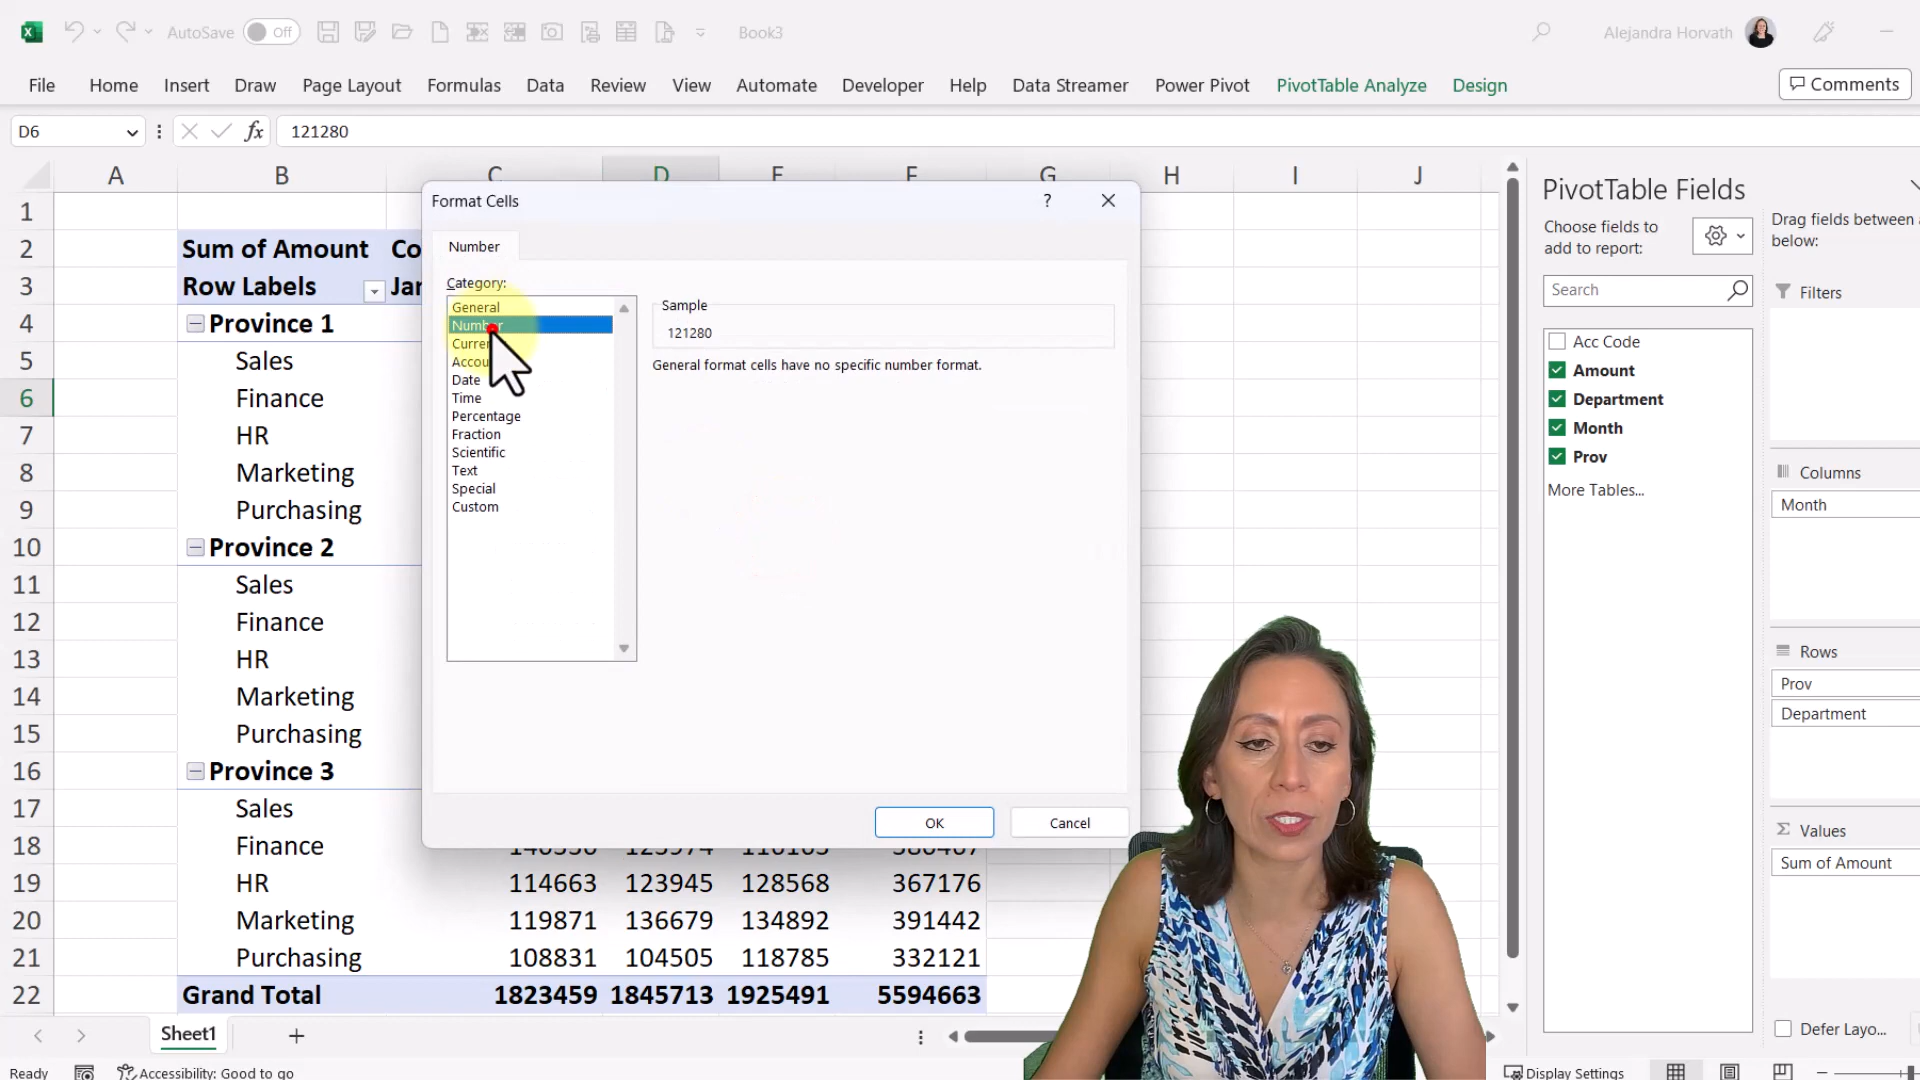 AutoSave Off Book3 Alejandra Horvath
File Home Insert Draw Page Layout Formulas Data Review View Automate Developer Help Data Streamer Power Pivot PivotTable Analyze Design Comments
D6 fx 121280
A B C D E F G H I J
1
2 Sum of Amount Co
3 Row Labels Jan
4 Province 1
5 Sales
6 Finance
7 HR
8 Marketing
9 Purchasing
10 Province 2
11 Sales
12 Finance
13 HR
14 Marketing
15 Purchasing
16 Province 3
17 Sales
18 Finance
19 HR 114663 123945 128568 367176
20 Marketing 119871 136679 134892 391442
21 Purchasing 108831 104505 118785 332121
22 Grand Total 1823459 1845713 1925491 5594663
Format Cells ?
Number
Category:
General
Number
Curren
Accou
Date
Time
Percentage
Fraction
Scientific
Text
Special
Custom
Sample
121280
General format cells have no specific number format.
OK Cancel
PivotTable Fields
Choose fields to
add to report:
Search
Acc Code
Amount
Department
Month
Prov
More Tables...
Drag fields between a
below:
Filters
Columns
Month
Rows
Prov
Department
Σ Values
Sum of Amount
Defer Layo...
Sheet1
Ready Accessibility: Good to go Display Settings